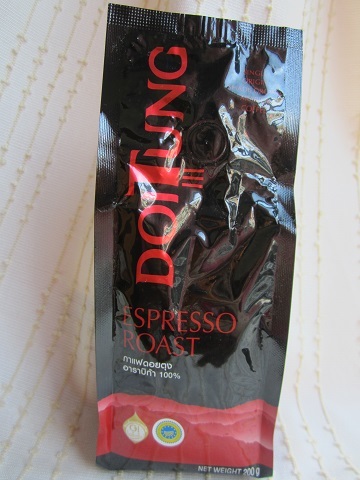 DOITUNG
ESPRESSO
ROAST
กาแฟดอยตุง
อาราบิก้า 100%
NET WEIGHT 200 g